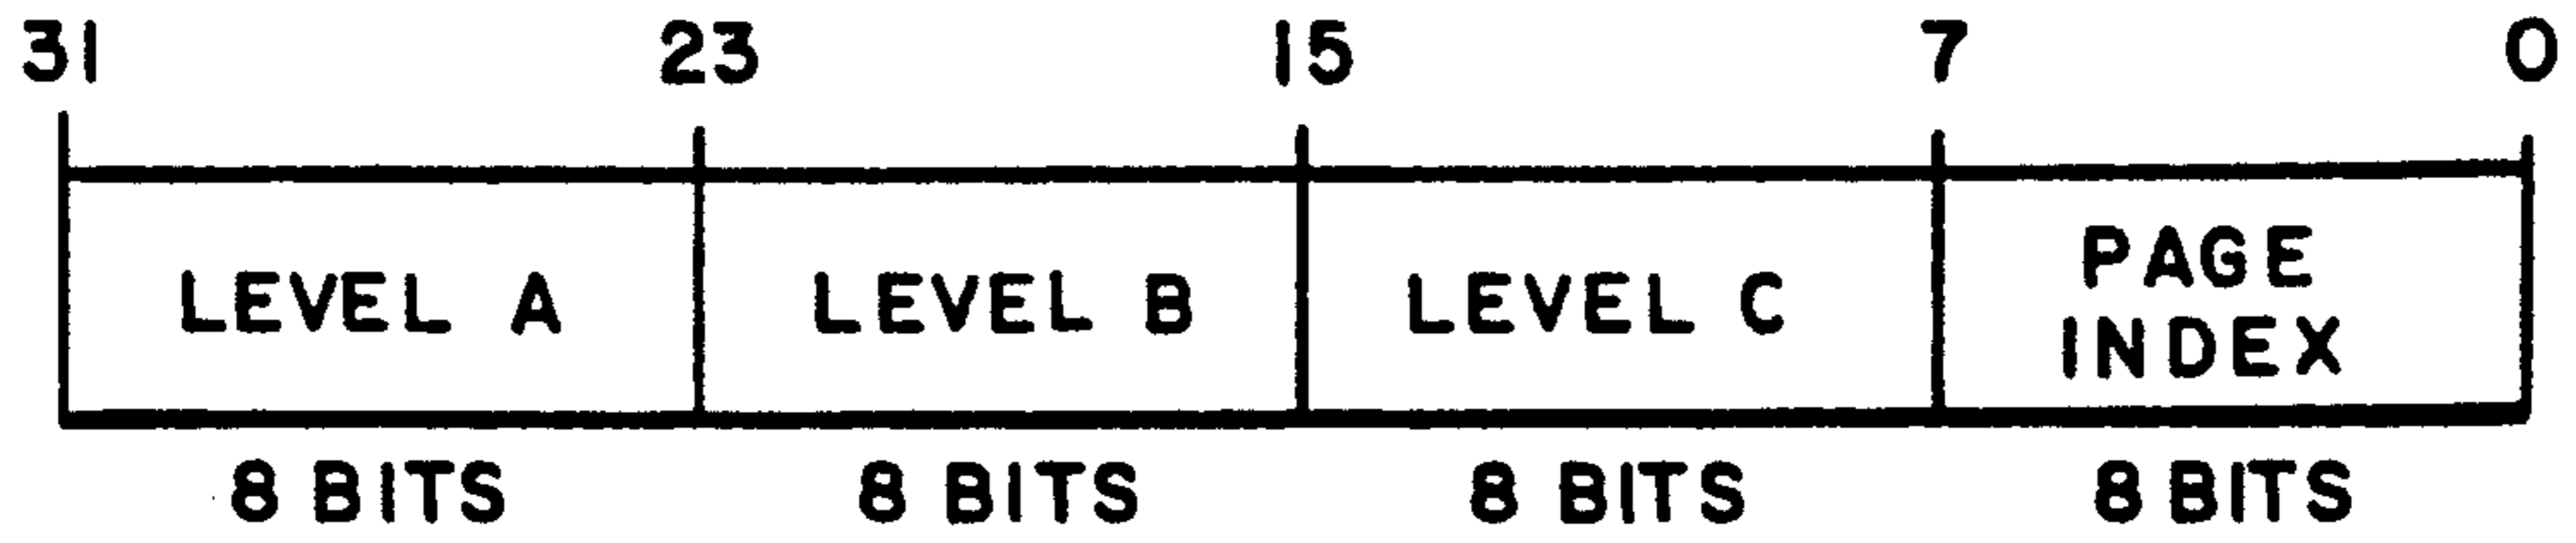 31 23 15 7 0
LEVEL A LEVEL B LEVEL C PAGE INDEX
8 BITS 8 BITS 8 BITS 8 BITS